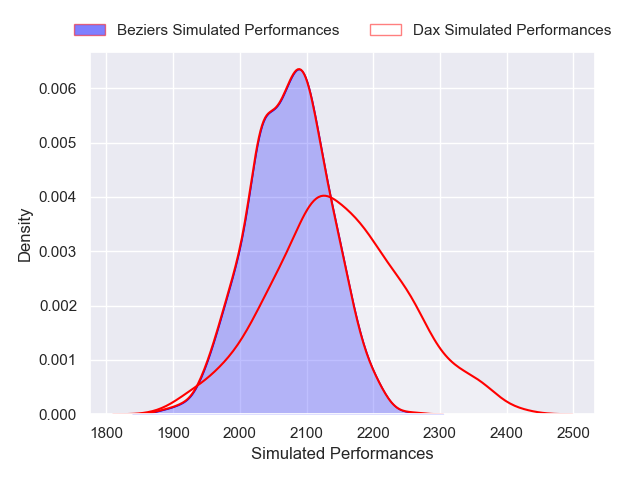 Beziers Simulated Performances Dax Simulated Performances
0.006
0.005
0.004
0.003
0.002
0.001
0.000
Density
1800 1900 2000 2100 2200 2300 2400 2500
Simulated Performances